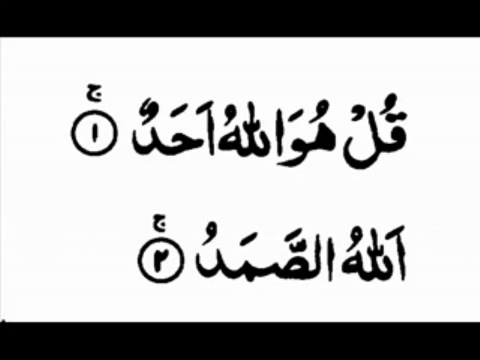 قُلْ هُوَ اللّٰهُ اَحَدٌ ۚ ﴿١﴾
اَللّٰهُ الصَّمَدُ ۚ ﴿٢﴾